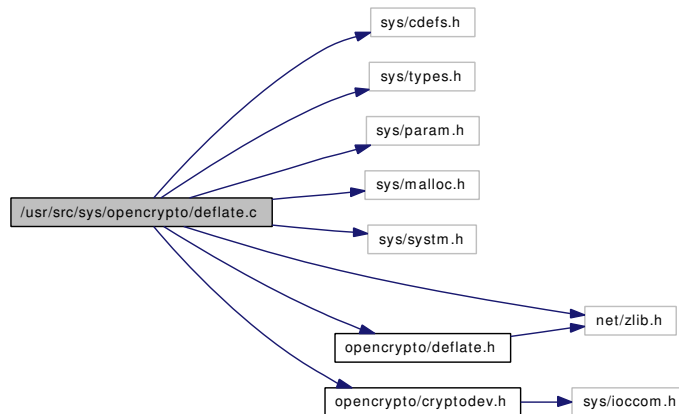 sys/cdefs.h
sys/types.h
sys/param.h
sys/malloc.h
/usr/src/sys/opencrypto/deflate.c
sys/systm.h
net/zlib.h
opencrypto/deflate.h
opencrypto/cryptodev.h
sys/ioccom.h